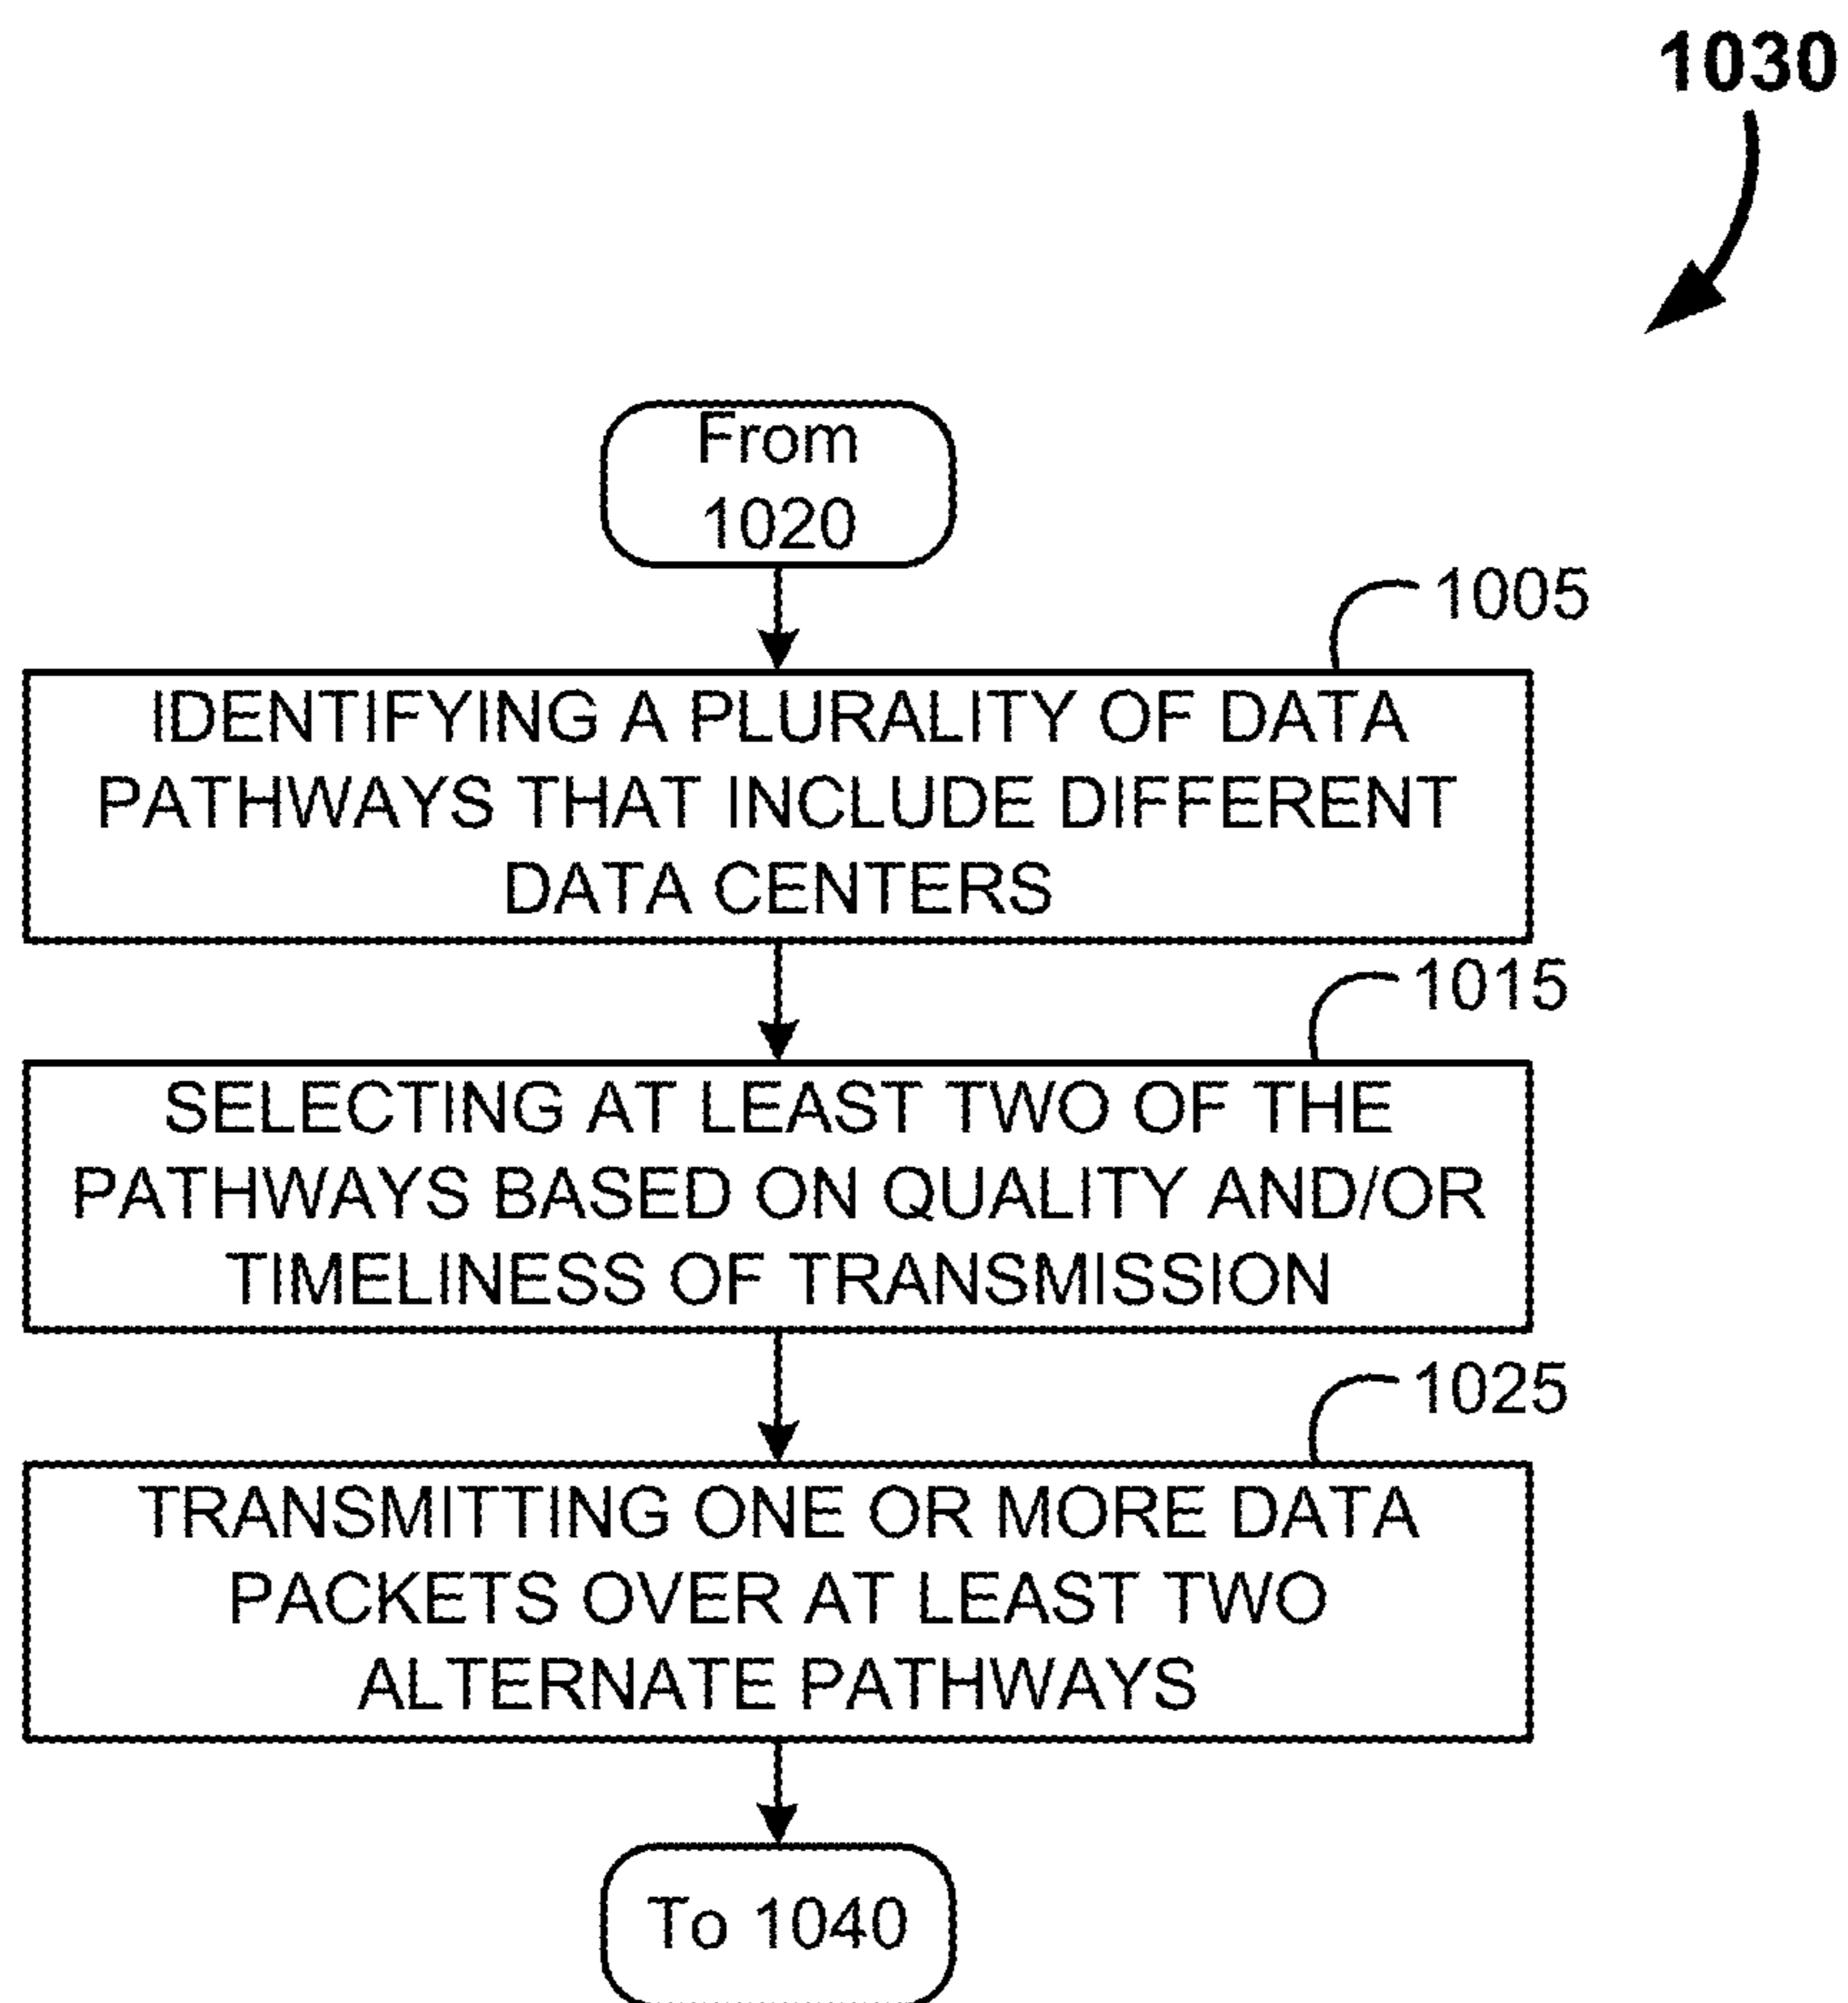 1030
From
1020
1005
IDENTIFYING A PLURALITY OF DATA
PATHWAYS THAT INCLUDE DIFFERENT
DATA CENTERS
1015
SELECTING AT LEAST TWO OF THE
PATHWAYS BASED ON QUALITY AND/OR
TIMELINESS OF TRANSMISSION
1025
TRANSMITTING ONE OR MORE DATA
PACKETS OVER AT LEAST TWO
ALTERNATE PATHWAYS
To 1040